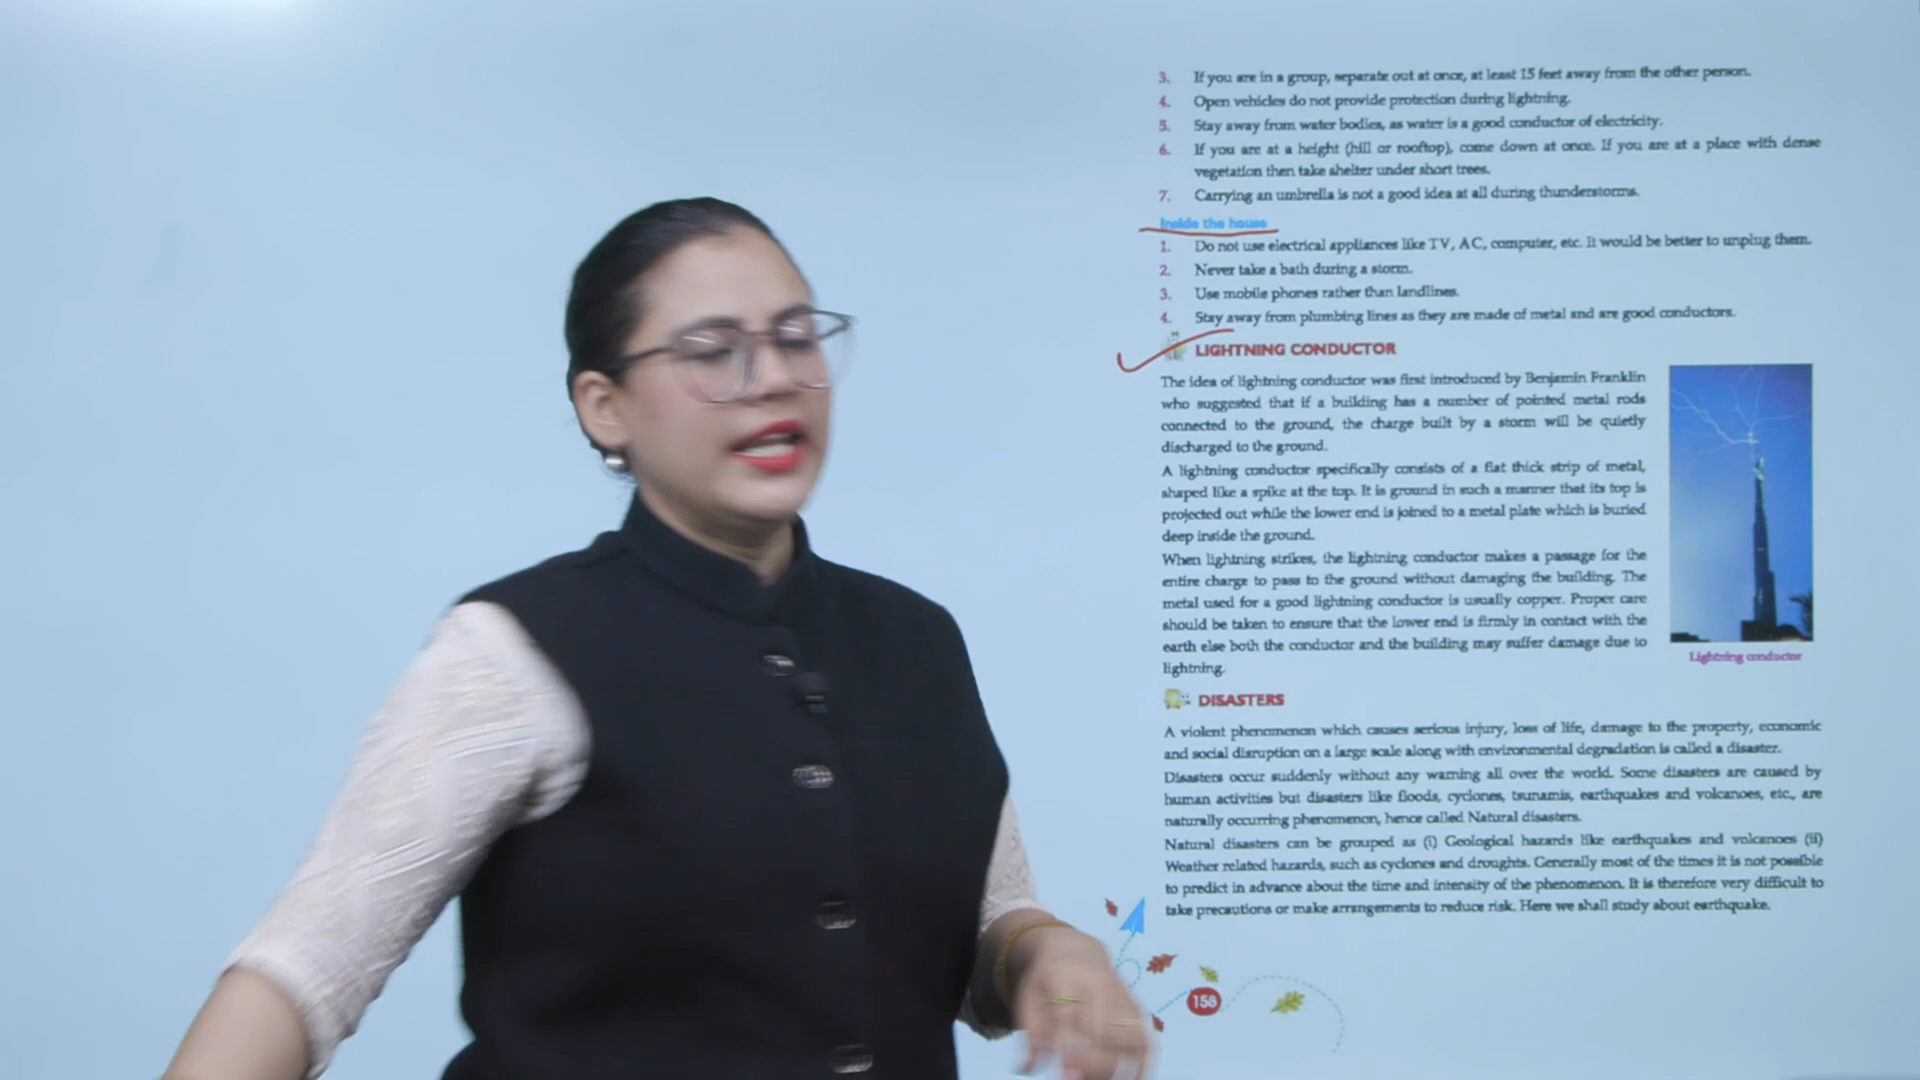 3. If you are in a group, separate out at once, at least 15 feet away from the other person.
4. Open vehicles do not provide protection during lightning.
5. Stay away from water bodies, as water is a good conductor of electricity.
6. If you are at a height (hill or rooftop), come down at once. If you are at a place with dense
vegetation then take shelter under short trees.
7. Carrying an umbrella is not a good idea at all during thunderstorms.
Inside the house
1. Do not use electrical appliances like TV, AC, computer, etc. It would be better to unplug them.
2. Never take a bath during a storm.
3. Use mobile phones rather than landlines.
4. Stay away from plumbing lines as they are made of metal and are good conductors.
LIGHTNING CONDUCTOR
The idea of lightning conductor was first introduced by Benjamin Franklin
who suggested that if a building has a number of pointed metal rods
connected to the ground, the charge built by a storm will be quietly
discharged to the ground.
A lightning conductor specifically consists of a flat thick strip of metal,
shaped like a spike at the top. It is ground in such a manner that its top is
projected out while the lower end is joined to a metal plate which is buried
deep inside the ground.
When lightning strikes, the lightning conductor makes a passage for the
entire charge to pass to the ground without damaging the building. The
metal used for a good lightning conductor is usually copper. Proper care
should be taken to ensure that the lower end is firmly in contact with the
earth else both the conductor and the building may suffer damage due to
lightning.
Lightning conductor
DISASTERS
A violent phenomenon which causes serious injury, loss of life, damage to the property, economic
and social disruption on a large scale along with environmental degradation is called a disaster.
Disasters occur suddenly without any warning all over the world. Some disasters are caused by
human activities but disasters like floods, cyclones, tsunamis, earthquakes and volcanoes, etc., are
naturally occurring phenomenon, hence called Natural disasters.
Natural disasters can be grouped as (i) Geological hazards like earthquakes and volcanoes (ii)
Weather related hazards, such as cyclones and droughts. Generally most of the times it is not possible
to predict in advance about the time and intensity of the phenomenon. It is therefore very difficult to
take precautions or make arrangements to reduce risk. Here we shall study about earthquake.
158